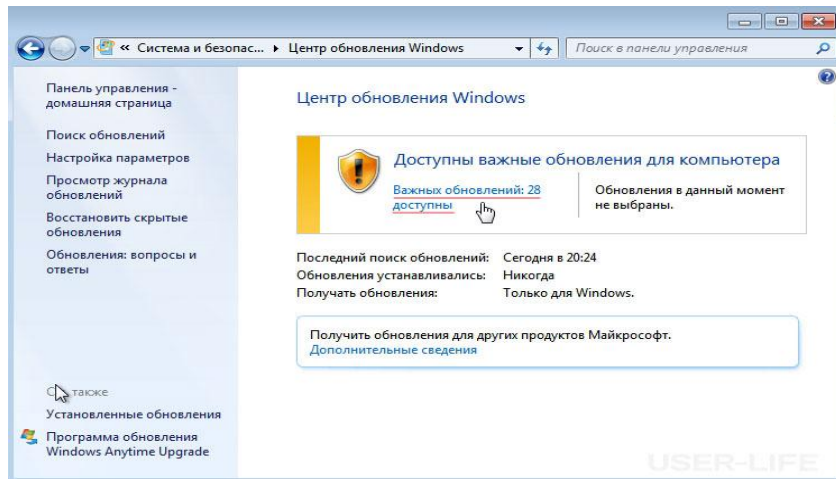 « Система и безопас... ▸ Центр обновления Windows
Поиск в панели управления
Панель управления -
домашняя страница
Поиск обновлений
Настройка параметров
Просмотр журнала
обновлений
Восстановить скрытые
обновления
Обновления: вопросы и
ответы
См. также
Установленные обновления
Программа обновления
Windows Anytime Upgrade
Центр обновления Windows
Доступны важные обновления для компьютера
Важных обновлений: 28
доступны
Обновления в данный момент
не выбраны.
Последний поиск обновлений: Сегодня в 20:24
Обновления устанавливались: Никогда
Получать обновления: Только для Windows.
Получить обновления для других продуктов Майкрософт.
Дополнительные сведения
USER-LIFE